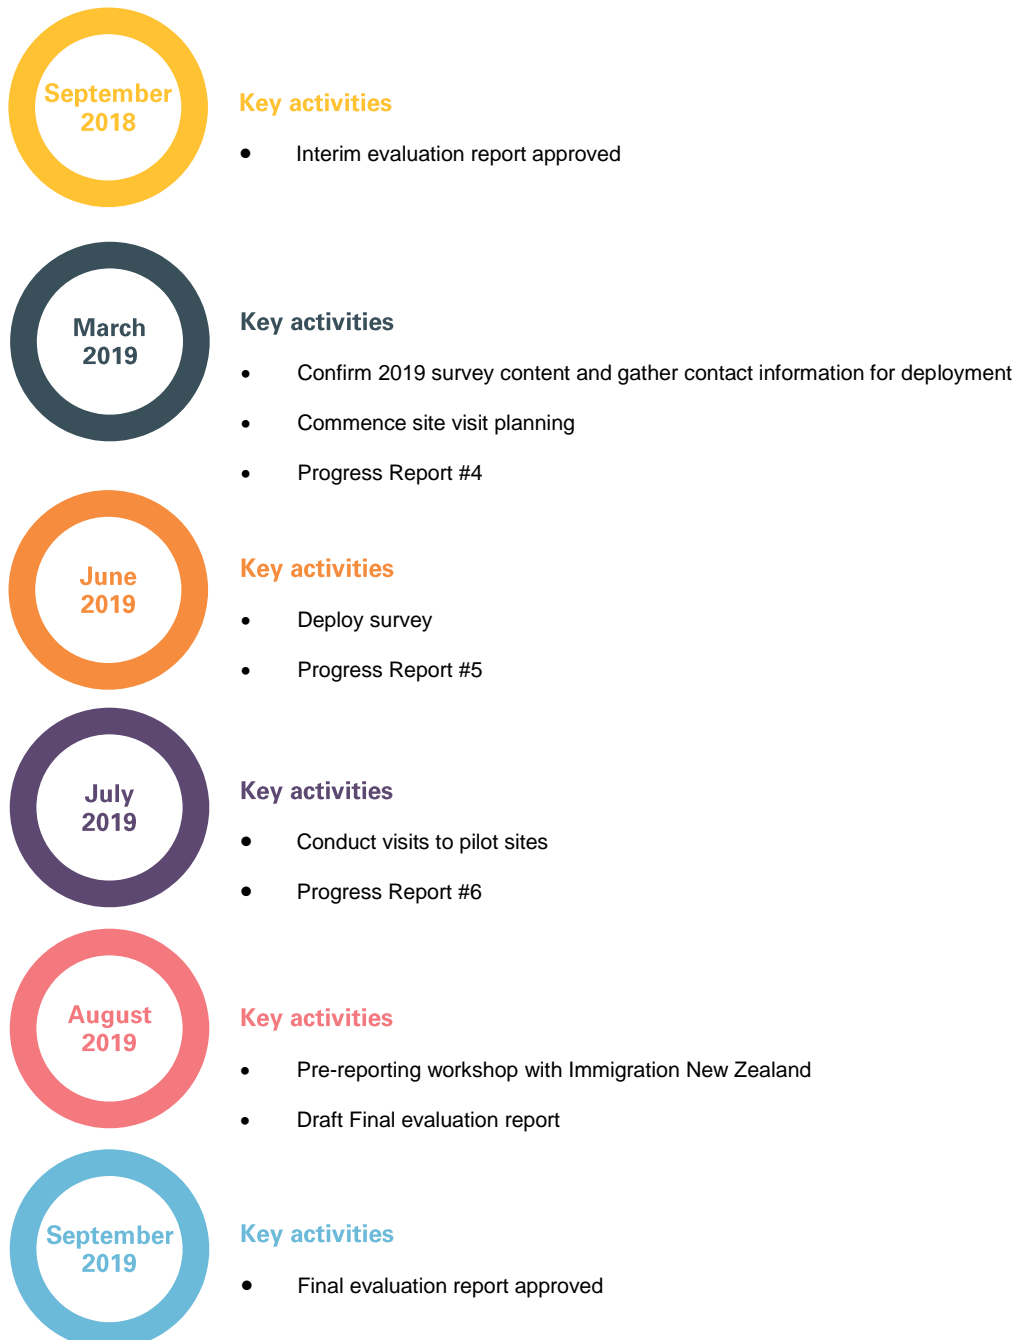 September
2018
Key activities
• Interim evaluation report approved
March
2019
Key activities
• Confirm 2019 survey content and gather contact information for deployment
• Commence site visit planning
• Progress Report #4
June
2019
Key activities
• Deploy survey
• Progress Report #5
July
2019
Key activities
• Conduct visits to pilot sites
• Progress Report #6
August
2019
Key activities
• Pre-reporting workshop with Immigration New Zealand
• Draft Final evaluation report
September
2019
Key activities
• Final evaluation report approved